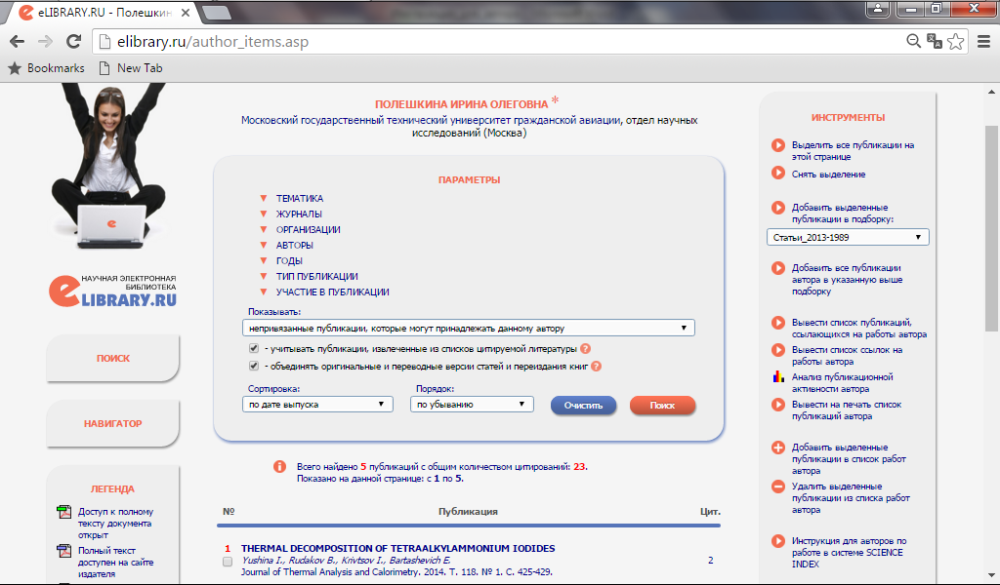 eLIBRARY.RU - Полешкин
elibrary.ru/author_items.asp
Bookmarks
New Tab
НАУЧНАЯ ЭЛЕКТРОННАЯ
БИБЛИОТЕКА
eLIBRARY.RU
ПОИСК
НАВИГАТОР
ЛЕГЕНДА
Доступ к полному
тексту документа
открыт
Полный текст
доступен на сайте
издателя
ПОЛЕШКИНА ИРИНА ОЛЕГОВНА *
Московский государственный технический университет гражданской авиации, отдел научных
исследований (Москва)
ПАРАМЕТРЫ
ТЕМАТИКА
ЖУРНАЛЫ
ОРГАНИЗАЦИИ
АВТОРЫ
ГОДЫ
ТИП ПУБЛИКАЦИИ
УЧАСТИЕ В ПУБЛИКАЦИИ
Показывать:
непривязанные публикации, которые могут принадлежать данному автору
- учитывать публикации, извлеченные из списков цитируемой литературы ?
- объединять оригинальные и переводные версии статей и переиздания книг ?
Сортировка:
Порядок:
по дате выпуска
по убыванию
Очистить
Поиск
Всего найдено 5 публикаций с общим количеством цитирований: 23.
Показано на данной странице: с 1 по 5.
№
Публикация
Цит.
1
THERMAL DECOMPOSITION OF TETRAALKYLAMMONIUM IODIDES
Yushina I., Rudakov B., Krivtsov I., Bartashevich E.
Journal of Thermal Analysis and Calorimetry. 2014. Т. 118. № 1. С. 425-429.
2
ИНСТРУМЕНТЫ
Выделить все публикации на
этой странице
Снять выделение
Добавить выделенные
публикации в подборку:
Статьи_2013-1989
Добавить все публикации
автора в указанную выше
подборку
Вывести список публикаций,
ссылающихся на работы автора
Вывести список ссылок на
работы автора
Анализ публикационной
активности автора
Вывести на печать список
публикаций автора
Добавить выделенные
публикации в список работ
автора
Удалить выделенные
публикации из списка работ
автора
Инструкция для авторов по
работе в системе SCIENCE
INDEX